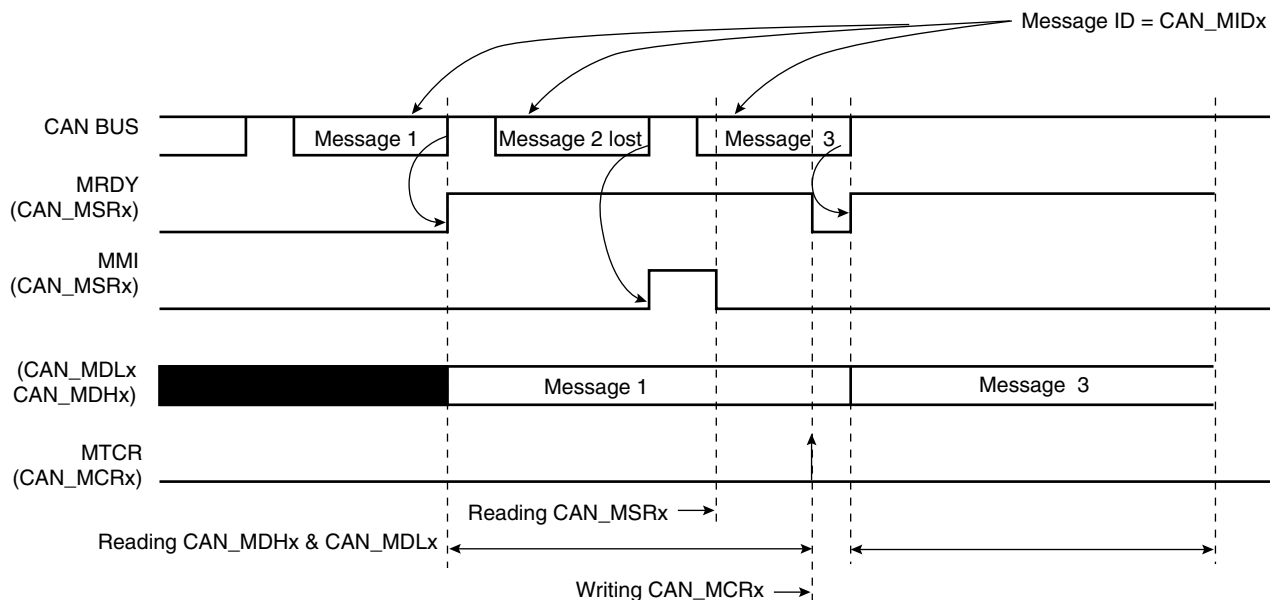 Message ID = CAN_MIDx
CAN BUS
Message 1
Message 2 lost
Message 3
MRDY
(CAN_MSRx)
MMI
(CAN_MSRx)
(CAN_MDLx
CAN_MDHx)
Message 1
Message 3
MTCR
(CAN_MCRx)
Reading CAN_MSRx
Reading CAN_MDHx & CAN_MDLx
Writing CAN_MCRx